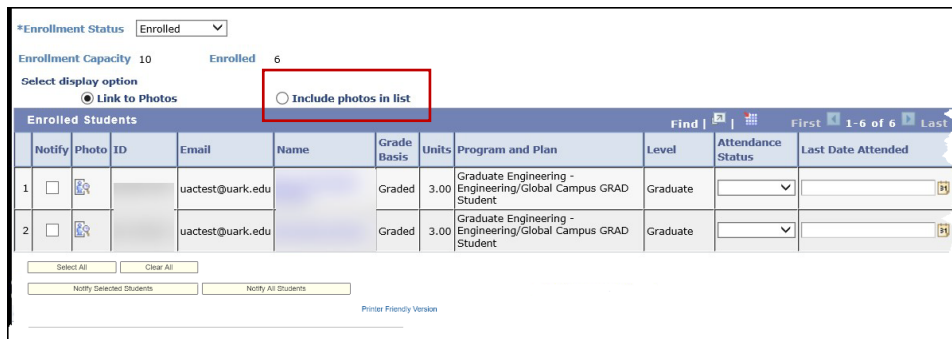 *Enrollment Status Enrolled
Enrollment Capacity 10 Enrolled 6
Select display option
Link to Photos Include photos in list
Enrolled Students Find | | First 1-6 of 6 Last
Notify Photo ID Email Name Grade Basis Units Program and Plan Level Attendance Status Last Date Attended
1 uactest@uark.edu Graded 3.00 Graduate Engineering - Engineering/Global Campus GRAD Student Graduate 31
2 uactest@uark.edu Graded 3.00 Graduate Engineering - Engineering/Global Campus GRAD Student Graduate 31
Select All Clear All
Notify Selected Students Notify All Students
Printer Friendly Version